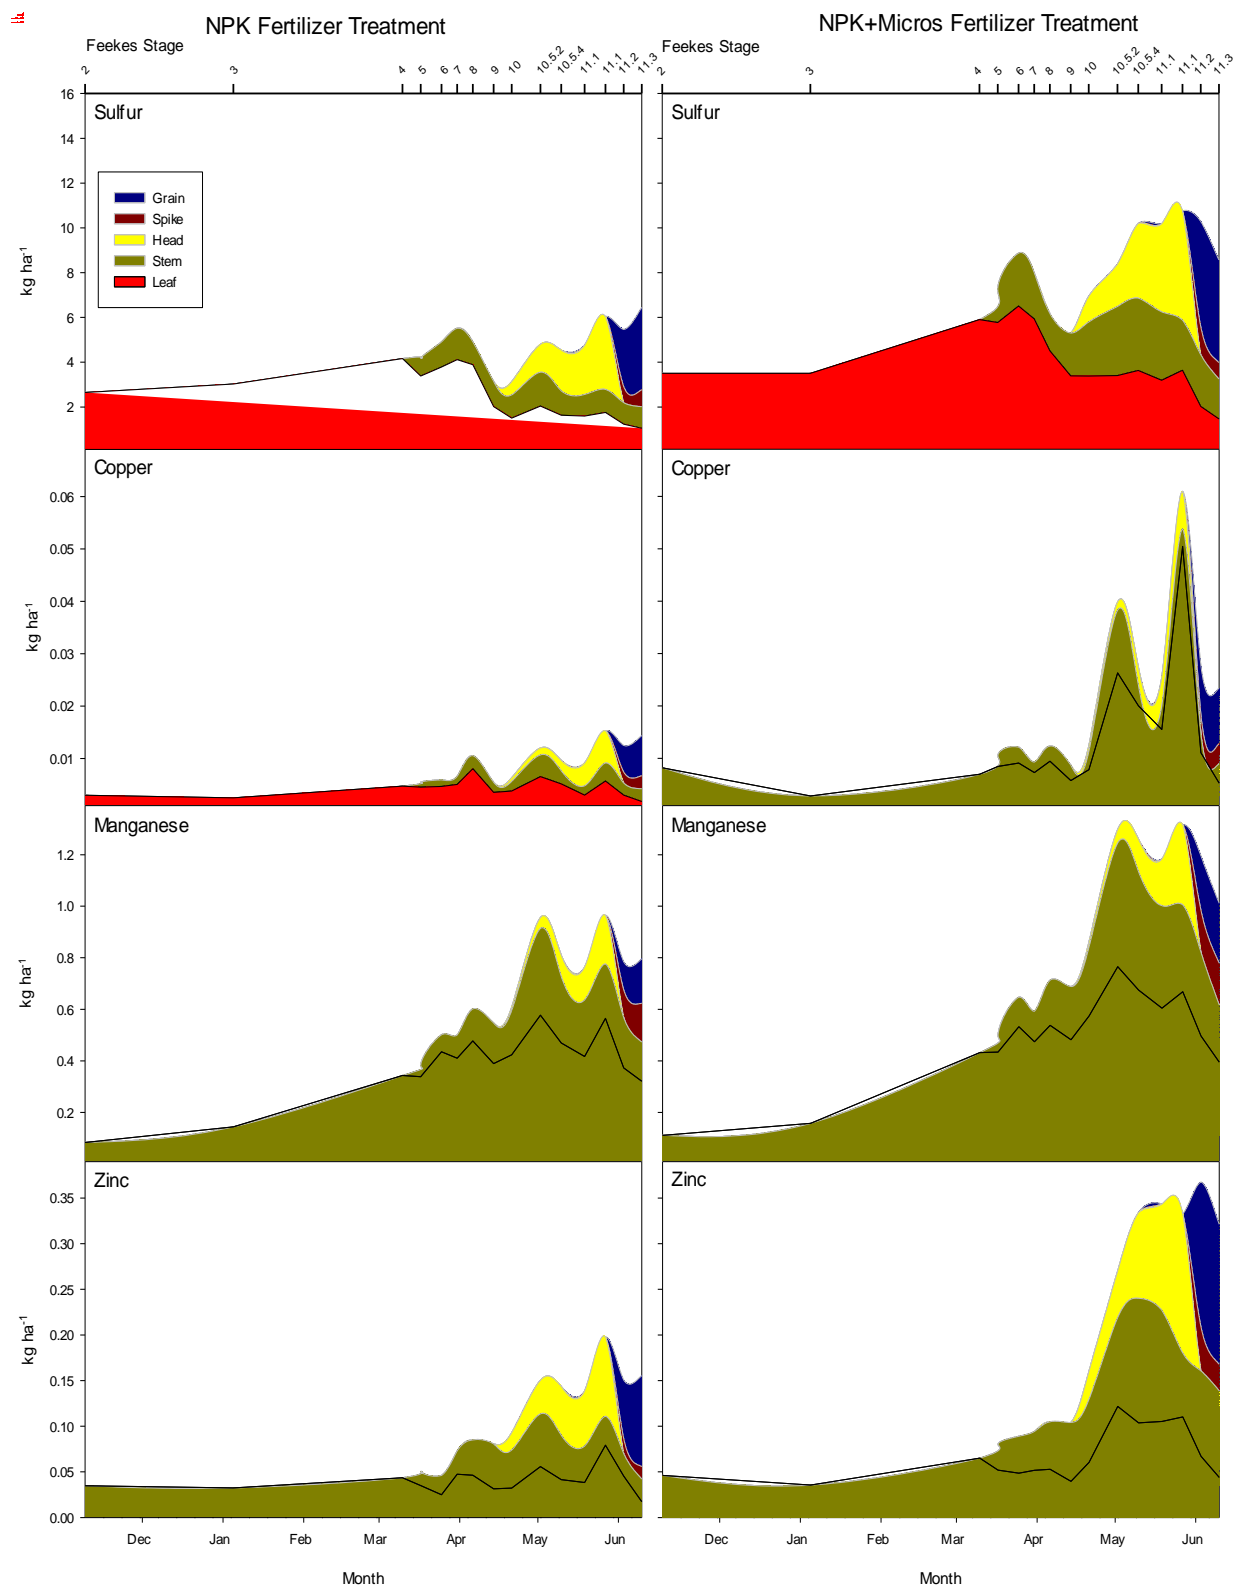 NPK Fertilizer Treatment
NPK+Micros Fertilizer Treatment
Feekes Stage
2 3 4 5 6 7 8 9 10 10.5.2 10.5.4 11.1 11.1 11.2 11.3
Feekes Stage
2 3 4 5 6 7 8 9 10 10.5.2 10.5.4 11.1 11.1 11.2 11.3
Sulfur
16
14
12
10
8
6
4
2
kg ha-1
Grain
Spike
Head
Stem
Leaf
Sulfur
Copper
0.06
0.05
0.04
0.03
0.02
0.01
kg ha-1
Copper
Manganese
1.2
1.0
0.8
0.6
0.4
0.2
kg ha-1
Manganese
Zinc
0.35
0.30
0.25
0.20
0.15
0.10
0.05
0.00
kg ha-1
Zinc
Dec Jan Feb Mar Apr May Jun
Month
Dec Jan Feb Mar Apr May Jun
Month